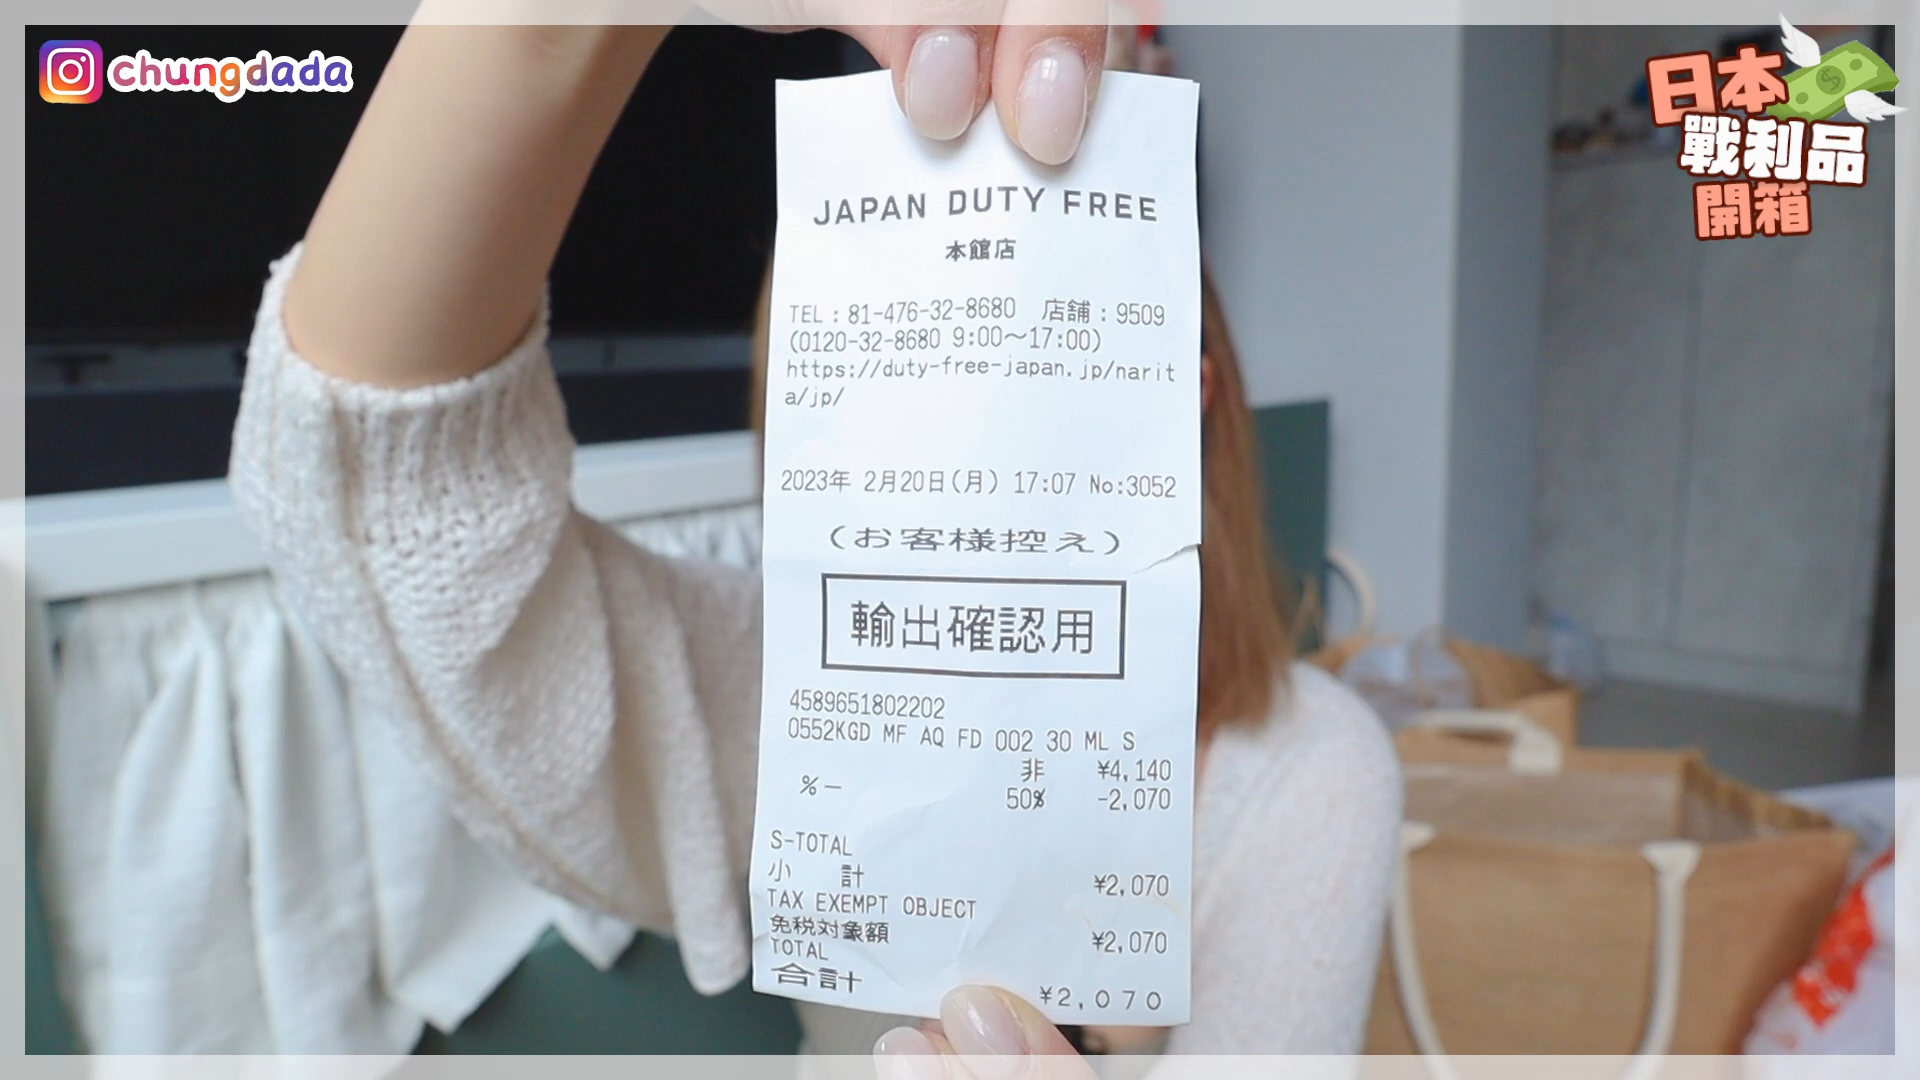 chungdada
日本
戰利品
開箱
JAPAN DUTY FREE
本館店
TEL：81-476-32-8680 店舗：9509
(0120-32-8680 9:00～17:00)
https://duty-free-japan.jp/narit
a/jp/
2023年 2月20日(月) 17:07 No:3052
(お客様控え)
輸出確認用
4589651802202
0552KGD MF AQ FD 002 30 ML S
非 ¥4,140
%－ 50% -2,070
S-TOTAL
小 計 ¥2,070
TAX EXEMPT OBJECT
免税対象額 ¥2,070
TOTAL
合計 ¥2,070